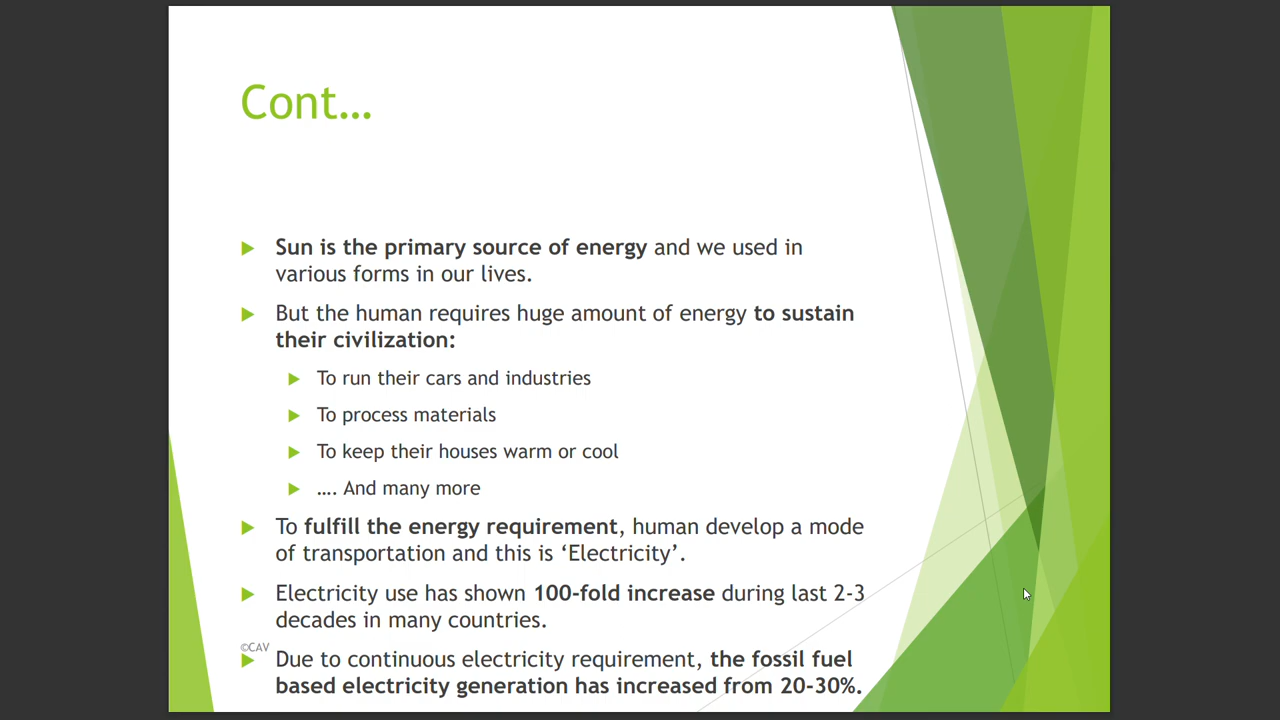 Cont…
Sun is the primary source of energy and we used in
various forms in our lives.
But the human requires huge amount of energy to sustain
their civilization:
To run their cars and industries
To process materials
To keep their houses warm or cool
…. And many more
To fulfill the energy requirement, human develop a mode
of transportation and this is ‘Electricity’.
Electricity use has shown 100-fold increase during last 2-3
decades in many countries.
©CAV
Due to continuous electricity requirement, the fossil fuel
based electricity generation has increased from 20-30%.